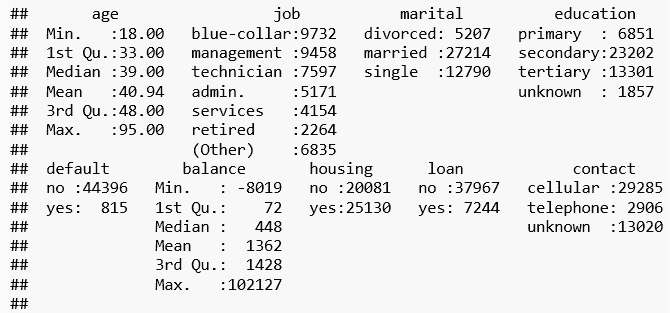 ##       age                 job            marital          education
##  Min.   :18.00   blue-collar:9732   divorced: 5207   primary  : 6851
##  1st Qu.:33.00   management :9458   married :27214   secondary:23202
##  Median :39.00   technician :7597   single  :12790   tertiary :13301
##  Mean   :40.94   admin.     :5171                    unknown  : 1857
##  3rd Qu.:48.00   services   :4154
##  Max.   :95.00   retired    :2264
##                  (Other)    :6835
##  default        balance       housing      loan            contact
##  no :44396   Min.   : -8019   no :20081   no :37967   cellular :29285
##  yes:  815   1st Qu.:    72   yes:25130   yes: 7244   telephone: 2906
##              Median :   448                           unknown  :13020
##              Mean   :  1362
##              3rd Qu.:  1428
##              Max.   :102127
##